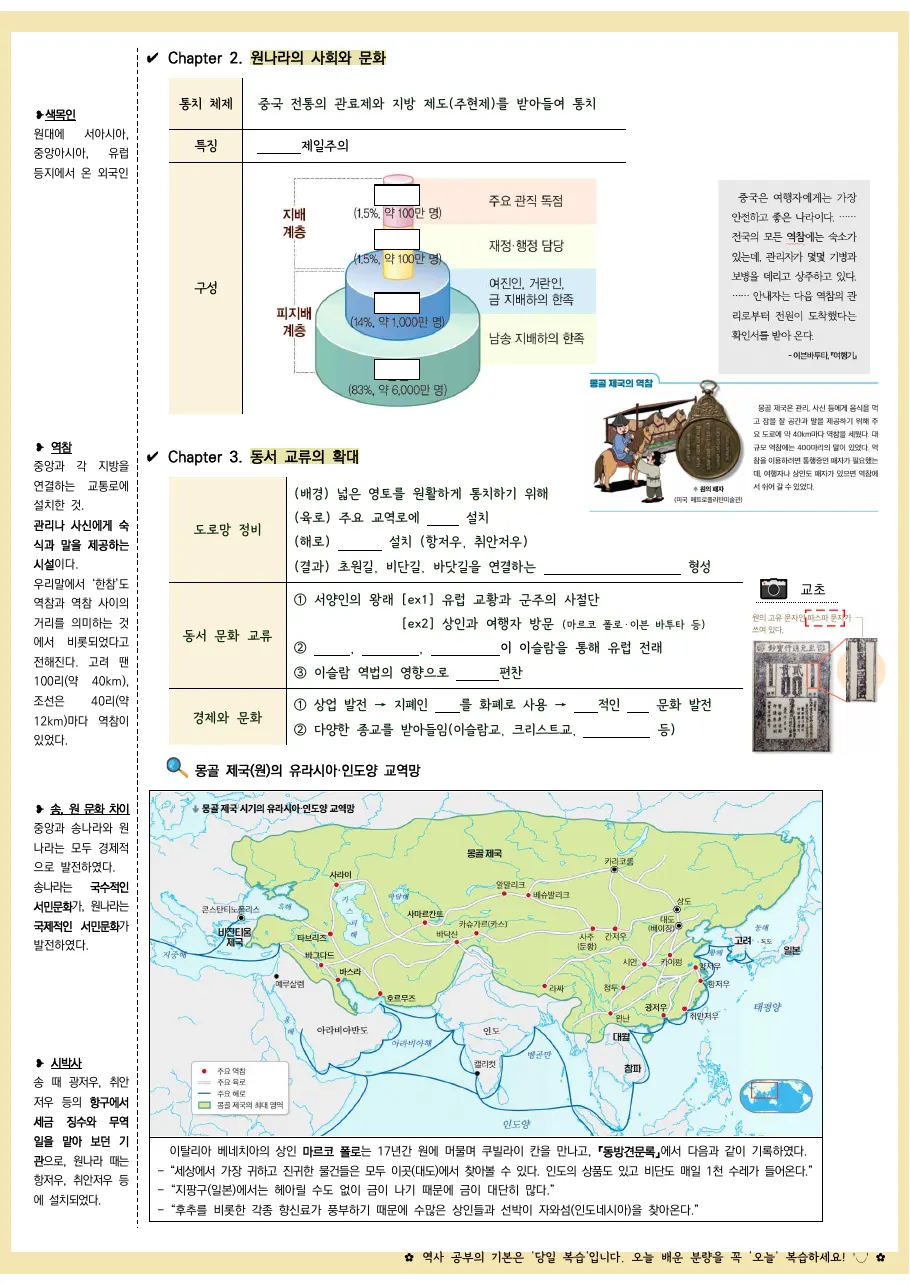 ✔ Chapter 2. 원나라의 사회와 문화
❥색목인
원대에 서아시아,
중앙아시아, 유럽
등지에서 온 외국인
통치 체제
중국 전통의 관료제와 지방 제도(주현제)를 받아들여 통치
특징
______제일주의
구성
지배
계층
피지배
계층
(1.5%, 약 100만 명)
주요 관직 독점
(1.5%, 약 100만 명)
재정·행정 담당
(14%, 약 1,000만 명)
여진인, 거란인,
금 지배하의 한족
(83%, 약 6,000만 명)
남송 지배하의 한족
중국은 여행자에게는 가장
안전하고 좋은 나라이다. ……
전국의 모든 역참에는 숙소가
있는데, 관리자가 몇몇 기병과
보병을 데리고 상주하고 있다.
…… 안내자는 다음 역참의 관
리로부터 전원이 도착했다는
확인서를 받아 온다.
- 이븐바투타, 『여행기』
몽골 제국의 역참
몽골 제국은 관리, 사신 등에게 음식을 먹
고 잠을 잘 공간과 말을 제공하기 위해 주
요 도로에 약 40km마다 역참을 세웠다. 대
규모 역참에는 400마리의 말이 있었다. 역
참을 이용하려면 통행증인 패자가 필요했는
데, 여행자나 상인도 패자가 있으면 역참에
서 쉬어 갈 수 있었다.
원의 패자
(미국 메트로폴리탄미술관)
❥ 역참
중앙과 각 지방을
연결하는 교통로에
설치한 것.
관리나 사신에게 숙
식과 말을 제공하는
시설이다.
우리말에서 '한참'도
역참과 역참 사이의
거리를 의미하는 것
에서 비롯되었다고
전해진다. 고려 땐
100리(약 40km),
조선은 40리(약
12km)마다 역참이
있었다.
✔ Chapter 3. 동서 교류의 확대
도로망 정비
(배경) 넓은 영토를 원활하게 통치하기 위해
(육로) 주요 교역로에 ____ 설치
(해로) ______ 설치 (항저우, 취안저우)
(결과) 초원길, 비단길, 바닷길을 연결하는 __________________ 형성
동서 문화 교류
① 서양인의 왕래 [ex1] 유럽 교황과 군주의 사절단
[ex2] 상인과 여행자 방문 (마르코 폴로·이븐 바투타 등)
② _____, ________, _________이 이슬람을 통해 유럽 전래
③ 이슬람 역법의 영향으로 ______편찬
경제와 문화
① 상업 발전 → 지폐인 ___를 화폐로 사용 → ___적인 ___ 문화 발전
② 다양한 종교를 받아들임(이슬람교, 크리스트교, _________ 등)
교초
원의 고유 문자인 파스파 문자가
쓰여 있다.
❥ 송, 원 문화 차이
중앙과 송나라와 원
나라는 모두 경제적
으로 발전하였다.
송나라는 국수적인
서민문화가, 원나라는
국제적인 서민문화가
발전하였다.
❥ 시박사
송 때 광저우, 취안
저우 등의 항구에서
세금 징수와 무역
일을 맡아 보던 기
관으로, 원나라 때는
항저우, 취안저우 등
에 설치되었다.
몽골 제국(원)의 유라시아·인도양 교역망
몽골 제국 시기의 유라시아·인도양 교역망
몽골 제국
카라코룸
사라이
알말리크
베슈발리크
상도
콘스탄티노폴리스
흑해
카스피해
아랄해
사마르칸트
카슈가르(카스)
대도
(베이징)
비잔티움
제국
타브리즈
바닥샨
사주
(둔황)
간저우
고려
동해
독도
일본
황해
지중해
바그다드
시안
카이펑
바스라
예루살렘
호르무즈
라싸
청두
항저우
광저우
취안저우
윈난
태평양
홍해
아라비아반도
아라비아해
인도
캘리컷
벵골만
대월
참파
인도양
주요 역참
주요 육로
주요 해로
몽골 제국의 최대 영역
이탈리아 베네치아의 상인 마르코 폴로는 17년간 원에 머물며 쿠빌라이 칸을 만나고, 『동방견문록』에서 다음과 같이 기록하였다.
- "세상에서 가장 귀하고 진귀한 물건들은 모두 이곳(대도)에서 찾아볼 수 있다. 인도의 상품도 있고 비단도 매일 1천 수레가 들어온다."
- "지팡구(일본)에서는 헤아릴 수도 없이 금이 나기 때문에 금이 대단히 많다."
- "후추를 비롯한 각종 향신료가 풍부하기 때문에 수많은 상인들과 선박이 자와섬(인도네시아)을 찾아온다."
✿ 역사 공부의 기본은 '당일 복습'입니다. 오늘 배운 분량을 꼭 '오늘' 복습하세요! '◡' ✿